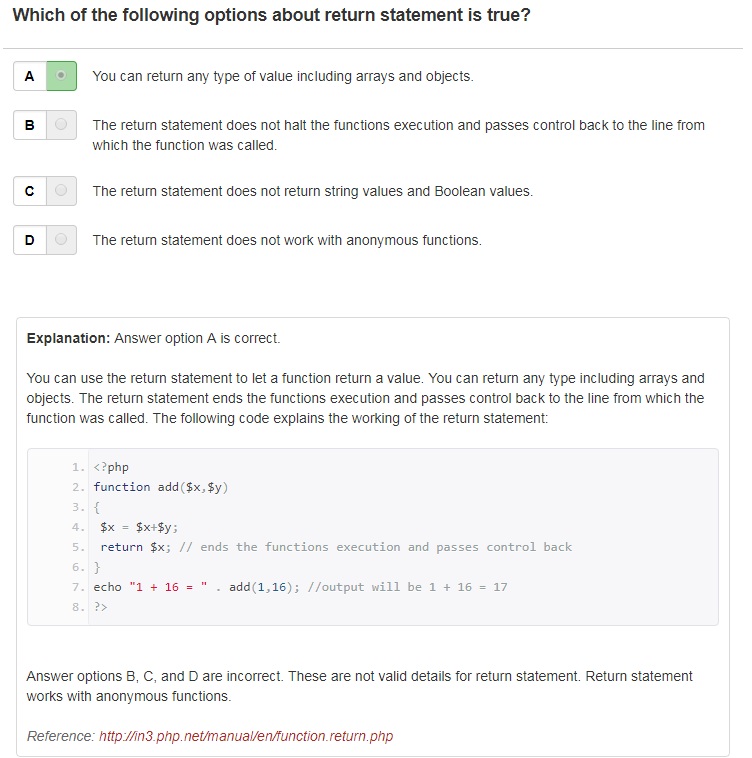 Which of the following options about return statement is true?
A You can return any type of value including arrays and objects.
B The return statement does not halt the functions execution and passes control back to the line from
which the function was called.
C The return statement does not return string values and Boolean values.
D The return statement does not work with anonymous functions.
Explanation: Answer option A is correct.
You can use the return statement to let a function return a value. You can return any type including arrays and
objects. The return statement ends the functions execution and passes control back to the line from which the
function was called. The following code explains the working of the return statement:
1. <?php
2. function add($x,$y)
3. {
4. $x = $x+$y;
5. return $x; // ends the functions execution and passes control back
6. }
7. echo "1 + 16 = " . add(1,16); //output will be 1 + 16 = 17
8. ?>
Answer options B, C, and D are incorrect. These are not valid details for return statement. Return statement
works with anonymous functions.
Reference: http://in3.php.net/manual/en/function.return.php